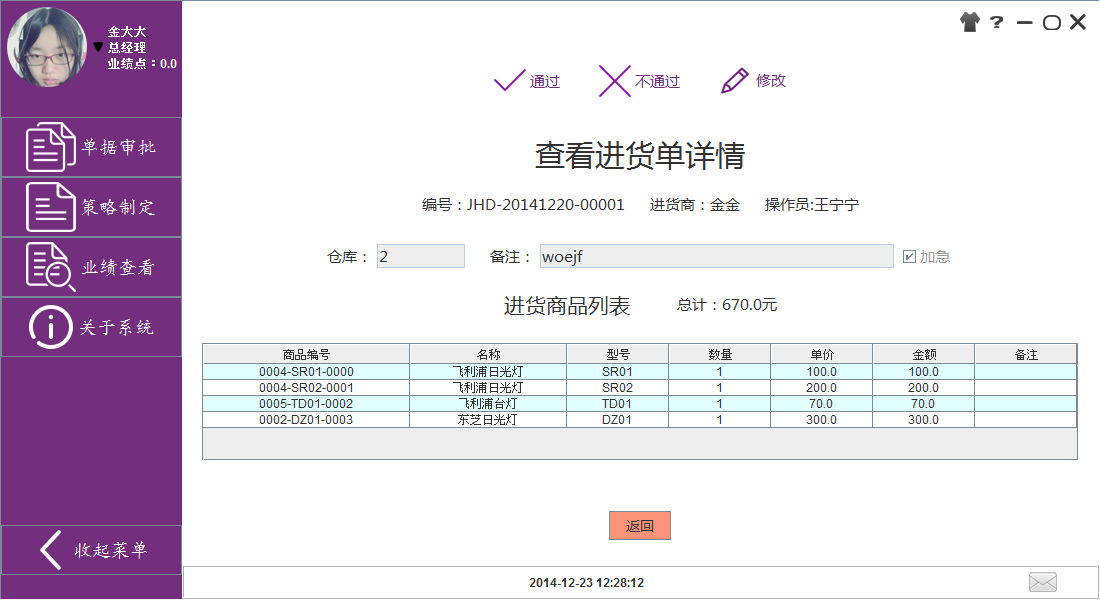 金大大
总经理
业绩点：0.0
单据审批
策略制定
业绩查看
关于系统
收起菜单
?
通过 不通过 修改
查看进货单详情
编号：JHD-20141220-00001 进货商：金金 操作员:王宁宁
仓库： 2 备注： woejf 加急
进货商品列表 总计：670.0元
商品编号 名称 型号 数量 单价 金额 备注
0004-SR01-0000 飞利浦日光灯 SR01 1 100.0 100.0
0004-SR02-0001 飞利浦日光灯 SR02 1 200.0 200.0
0005-TD01-0002 飞利浦台灯 TD01 1 70.0 70.0
0002-DZ01-0003 东芝日光灯 DZ01 1 300.0 300.0
返回
2014-12-23 12:28:12